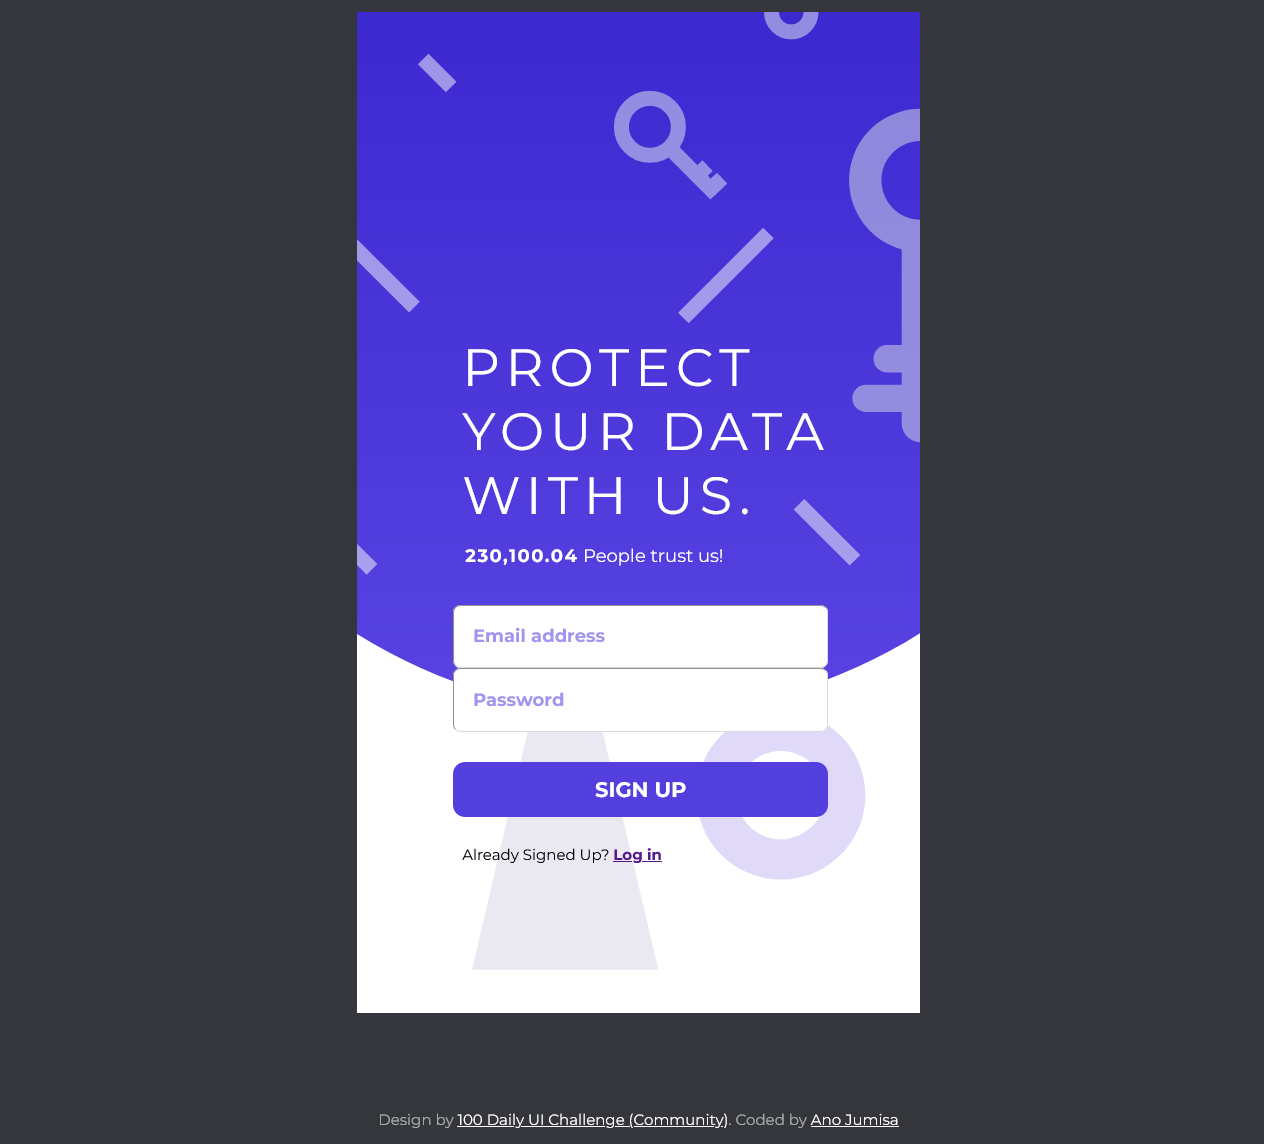 PROTECT
YOUR DATA
WITH US.
230,100.04 People trust us!
Email address
Password
SIGN UP
Already Signed Up? Log in
Design by 100 Daily UI Challenge (Community). Coded by Ano Jumisa